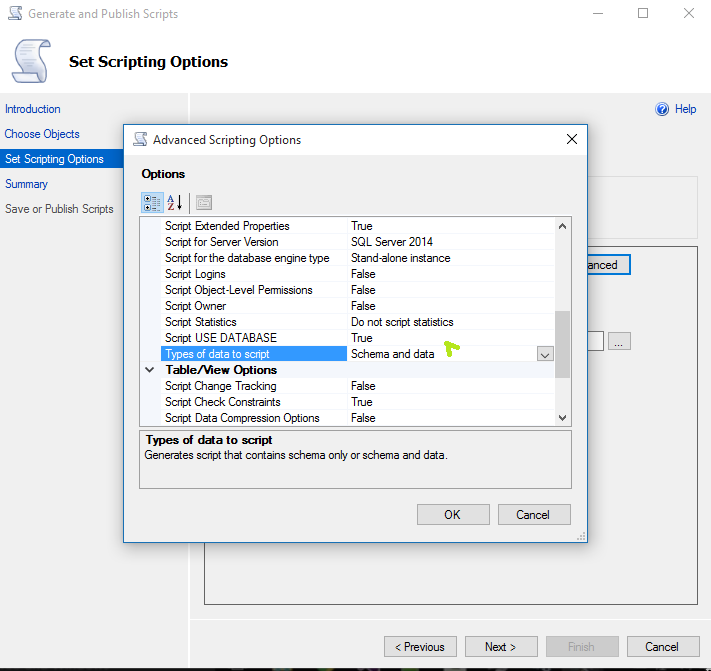 Generate and Publish Scripts
Set Scripting Options
Introduction
Choose Objects
Set Scripting Options
Summary
Save or Publish Scripts
Help
Advanced Scripting Options
Options
Script Extended Properties True
Script for Server Version SQL Server 2014
Script for the database engine type Stand-alone instance
Script Logins False
Script Object-Level Permissions False
Script Owner False
Script Statistics Do not script statistics
Script USE DATABASE True
Types of data to script Schema and data
Table/View Options
Script Change Tracking False
Script Check Constraints True
Script Data Compression Options False
Types of data to script
Generates script that contains schema only or schema and data.
OK Cancel
anced
...
< Previous Next > Finish Cancel